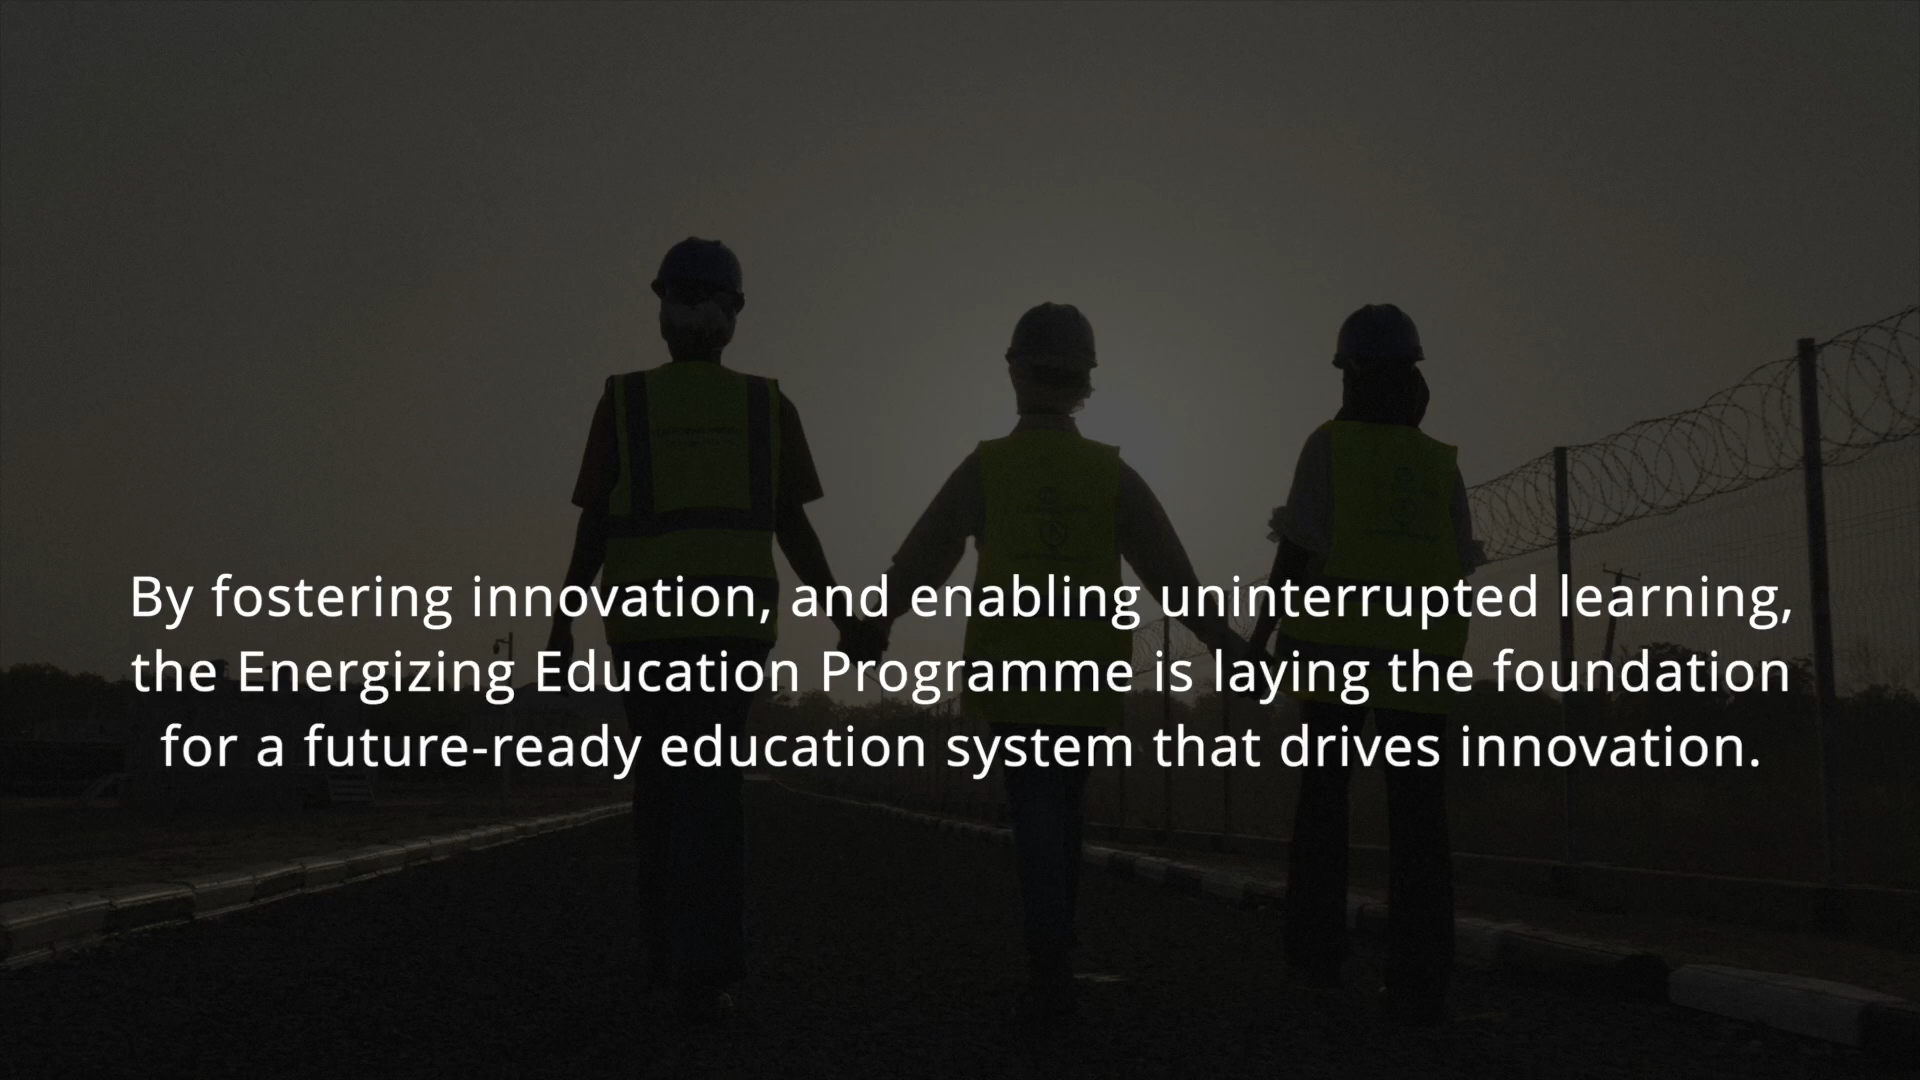 By fostering innovation, and enabling uninterrupted learning,
the Energizing Education Programme is laying the foundation
for a future-ready education system that drives innovation.